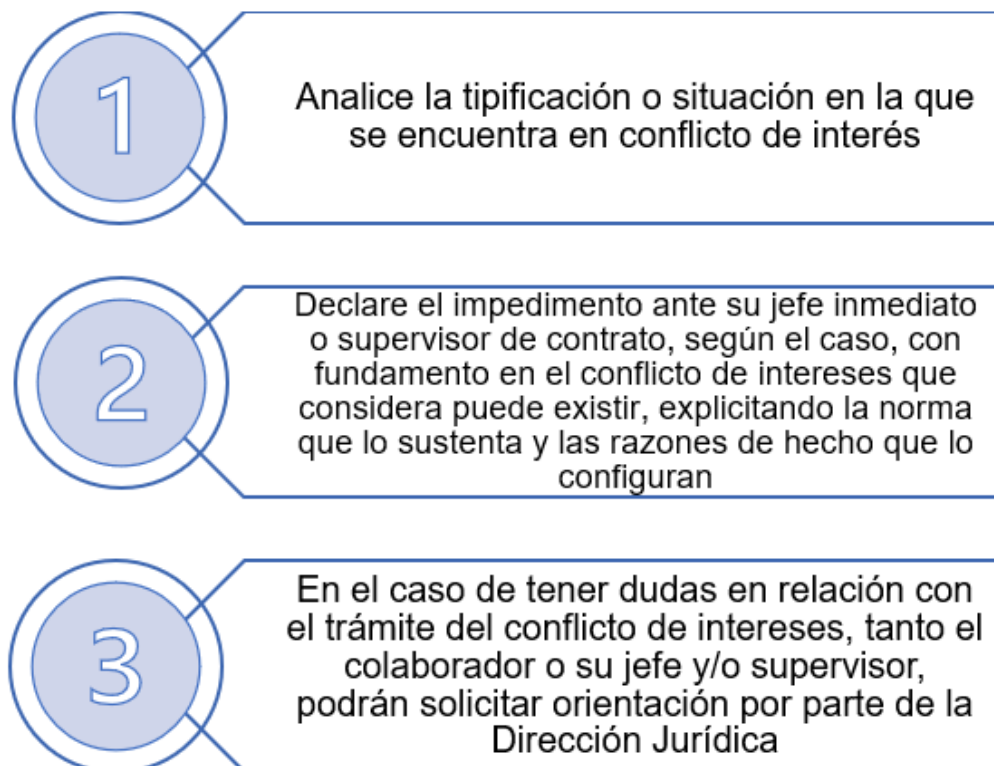 1
Analice la tipificación o situación en la que
se encuentra en conflicto de interés
2
Declare el impedimento ante su jefe inmediato
o supervisor de contrato, según el caso, con
fundamento en el conflicto de intereses que
considera puede existir, explicitando la norma
que lo sustenta y las razones de hecho que lo
configuran
3
En el caso de tener dudas en relación con
el trámite del conflicto de intereses, tanto el
colaborador o su jefe y/o supervisor,
podrán solicitar orientación por parte de la
Dirección Jurídica